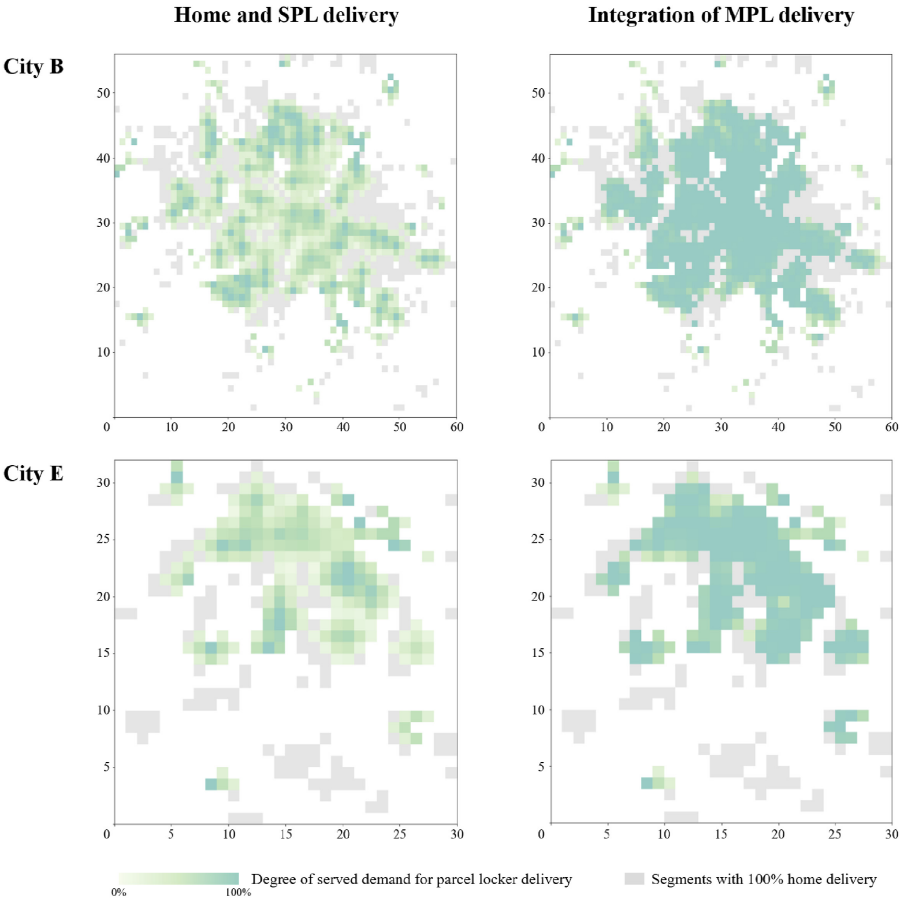 Home and SPL delivery
Integration of MPL delivery
City B
50
40
30
20
10
0 10 20 30 40 50 60
50
40
30
20
10
0 10 20 30 40 50 60
City E
30
25
20
15
10
5
0 5 10 15 20 25 30
30
25
20
15
10
5
0 5 10 15 20 25 30
0% 100%
Degree of served demand for parcel locker delivery
Segments with 100% home delivery